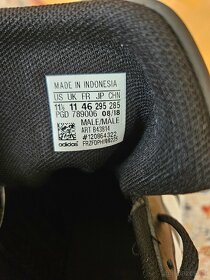 MADE IN INDONESIA
US UK FR JP CHN
11½ 11 46 295 285
PGD 789006 08/18
MALE/MALE
ART B43814
#120864322
adidas